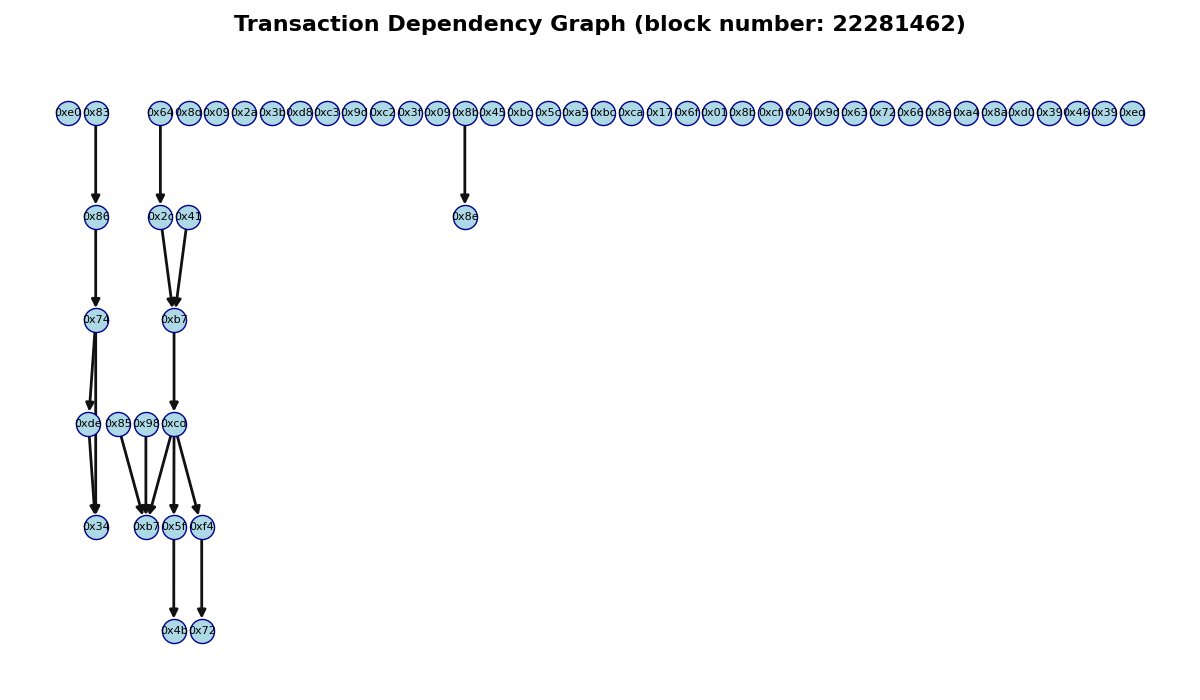 Transaction Dependency Graph (block number: 22281462)
0xe0 0x83 0x64 0x8d 0x09 0x2a 0x3b 0xd8 0xc3 0x9d 0xc2 0x3f 0x09 0x8b 0x45 0xbc 0x5c 0xa5 0xbc 0xca 0x17 0x6f 0x01 0x8b 0xcf 0x04 0x9d 0x63 0x72 0x66 0x8e 0xa4 0x8a 0xd0 0x39 0x46 0x39 0xed
0x86 0x2c 0x41 0x8e
0x74 0xb7
0xde 0x85 0x98 0xcd
0x34 0xb7 0x5f 0xf4
0x4b 0x72